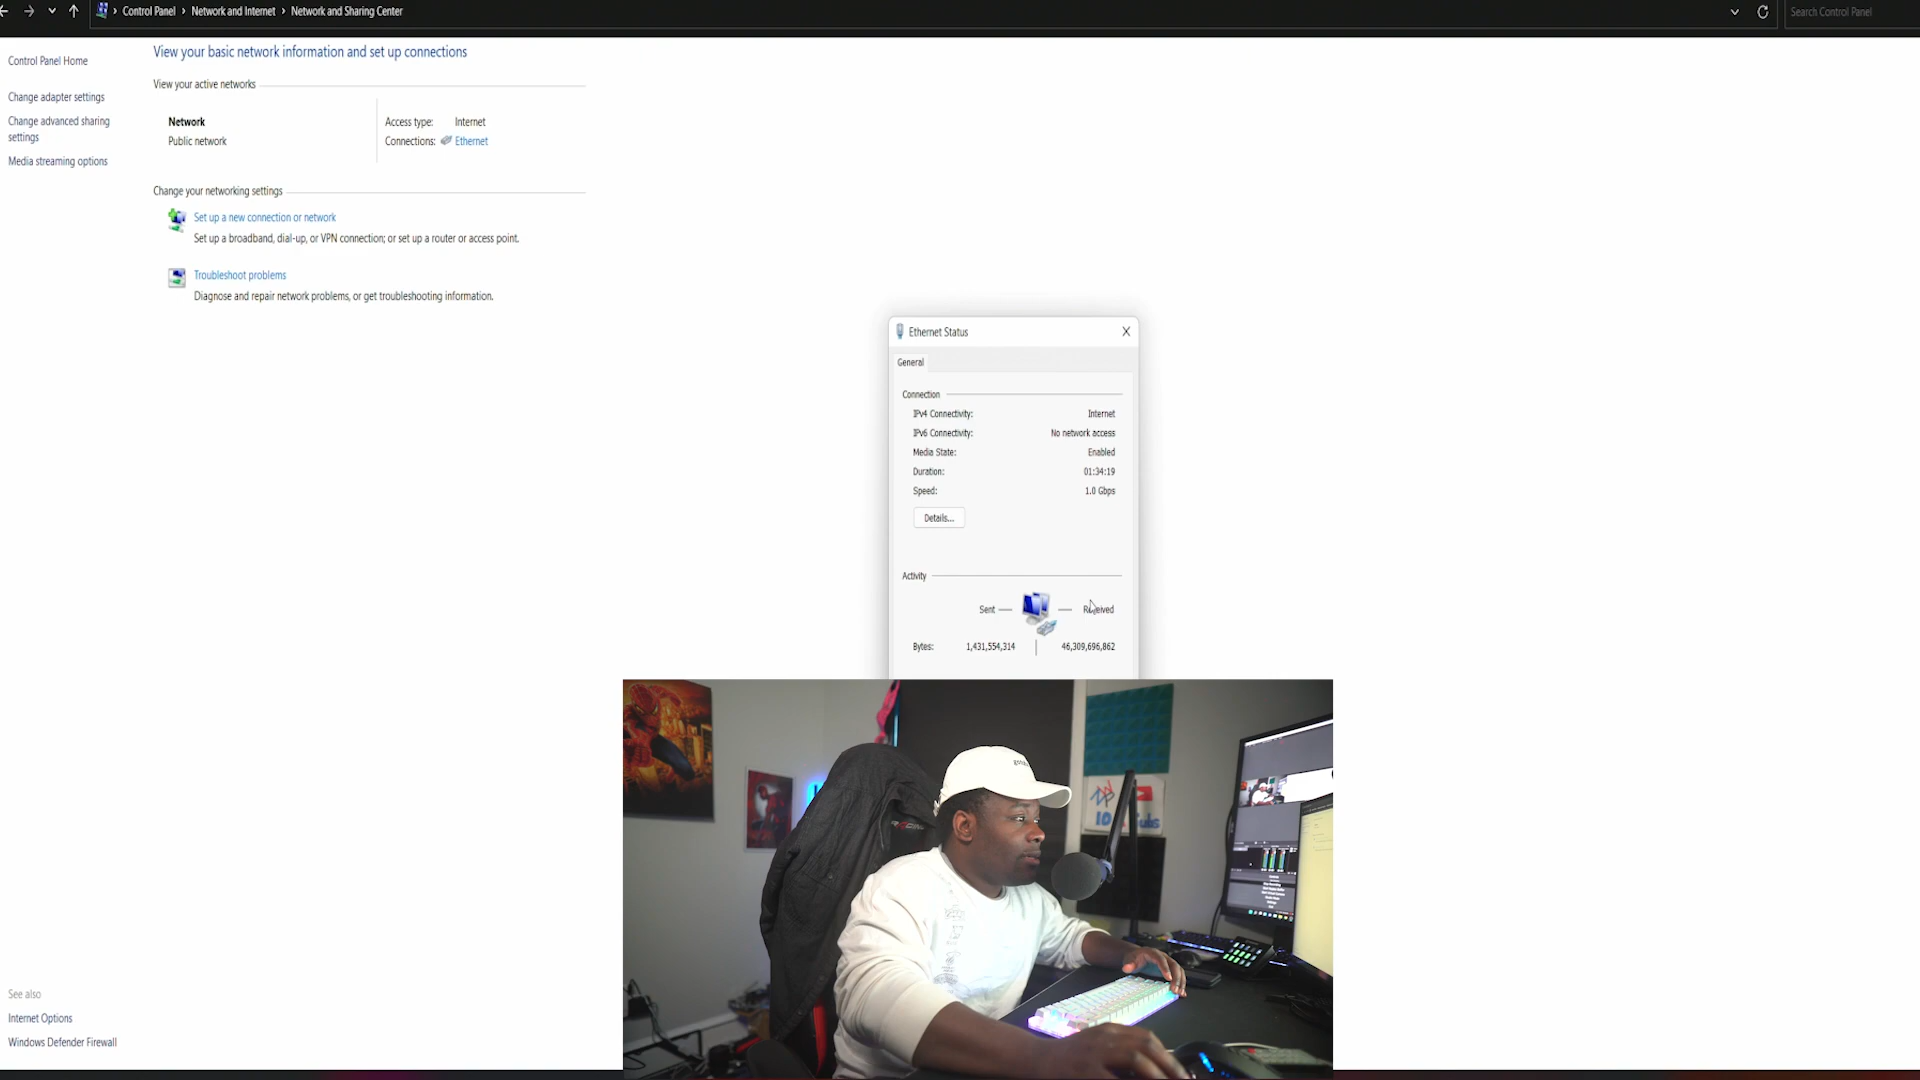 Control Panel › Network and Internet › Network and Sharing Center
Search Control Panel
Control Panel Home
Change adapter settings
Change advanced sharing
settings
Media streaming options
View your basic network information and set up connections
View your active networks
Network
Public network
Access type: Internet
Connections: Ethernet
Change your networking settings
Set up a new connection or network
Set up a broadband, dial-up, or VPN connection; or set up a router or access point.
Troubleshoot problems
Diagnose and repair network problems, or get troubleshooting information.
Ethernet Status
General
Connection
IPv4 Connectivity: Internet
IPv6 Connectivity: No network access
Media State: Enabled
Duration: 01:34:19
Speed: 1.0 Gbps
Details...
Activity
Sent — — Received
Bytes: 1,431,554,314 46,309,696,862
See also
Internet Options
Windows Defender Firewall